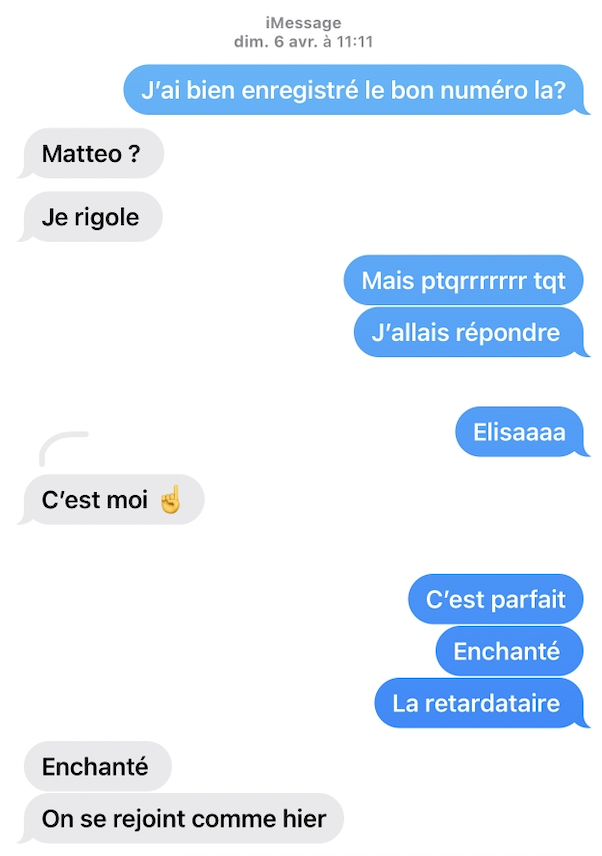 iMessage
dim. 6 avr. à 11:11
J’ai bien enregistré le bon numéro la?
Matteo ?
Je rigole
Mais ptqrrrrrrr tqt
J’allais répondre
Elisaaaa
C’est moi ☝️
C’est parfait
Enchanté
La retardataire
Enchanté
On se rejoint comme hier